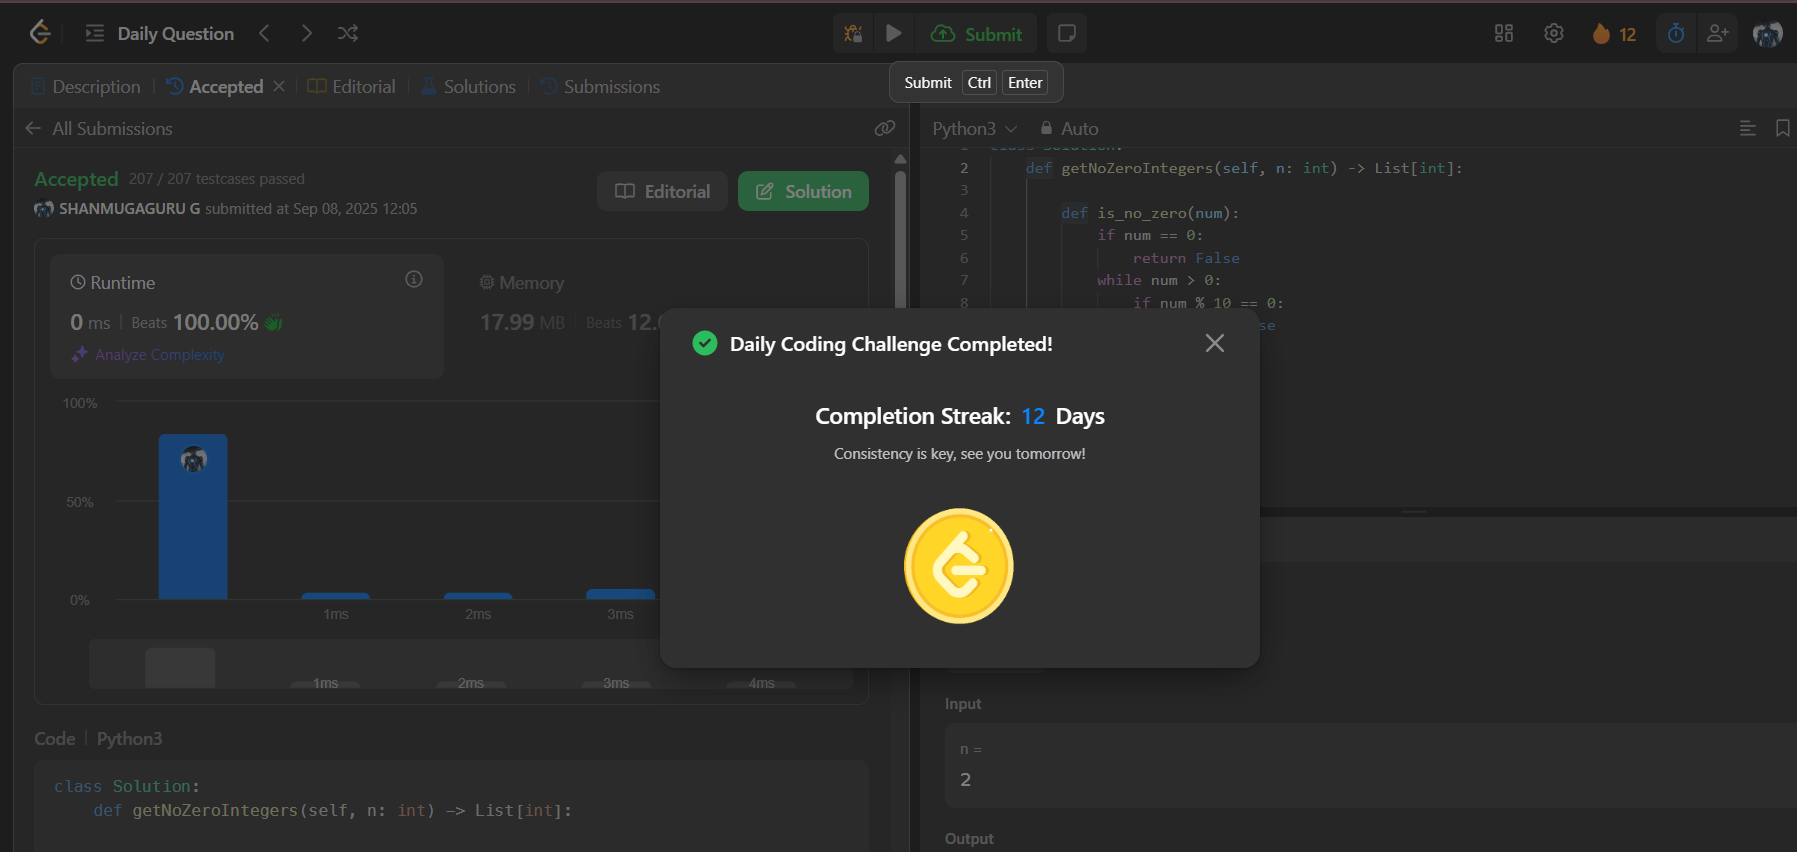 Daily Question
Submit
12
Submit Ctrl Enter
Description
Accepted
Editorial
Solutions
Submissions
All Submissions
Accepted 207 / 207 testcases passed
SHANMUGAGURU G submitted at Sep 08, 2025 12:05
Editorial
Solution
Runtime
0 ms | Beats 100.00%
Analyze Complexity
Memory
17.99 MB | Beats
100%
50%
0%
1ms 2ms 3ms
1ms 2ms 3ms 4ms
Code | Python3
class Solution:
def getNoZeroIntegers(self, n: int) -> List[int]:
Daily Coding Challenge Completed!
Completion Streak: 12 Days
Consistency is key, see you tomorrow!
Python3
Auto
class Solution:
2 def getNoZeroIntegers(self, n: int) -> List[int]:
3
4 def is_no_zero(num):
5 if num == 0:
6 return False
7 while num > 0:
8 if num % 10 == 0:
Input
n =
2
Output